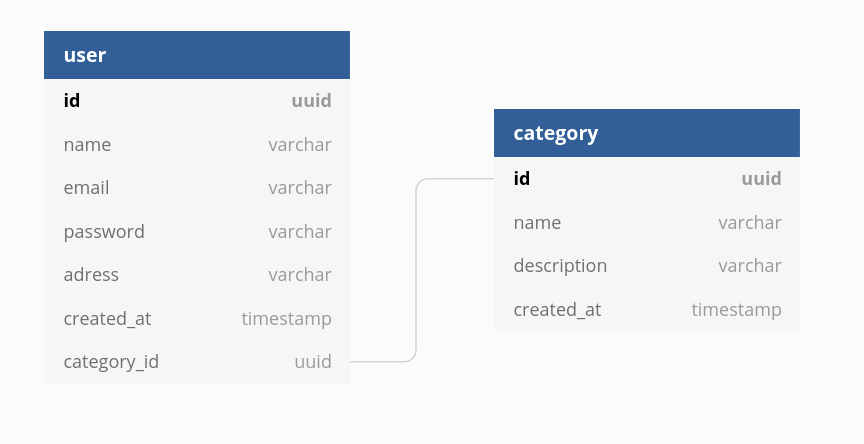 user
id uuid
name varchar
email varchar
password varchar
adress varchar
created_at timestamp
category_id uuid
category
id uuid
name varchar
description varchar
created_at timestamp